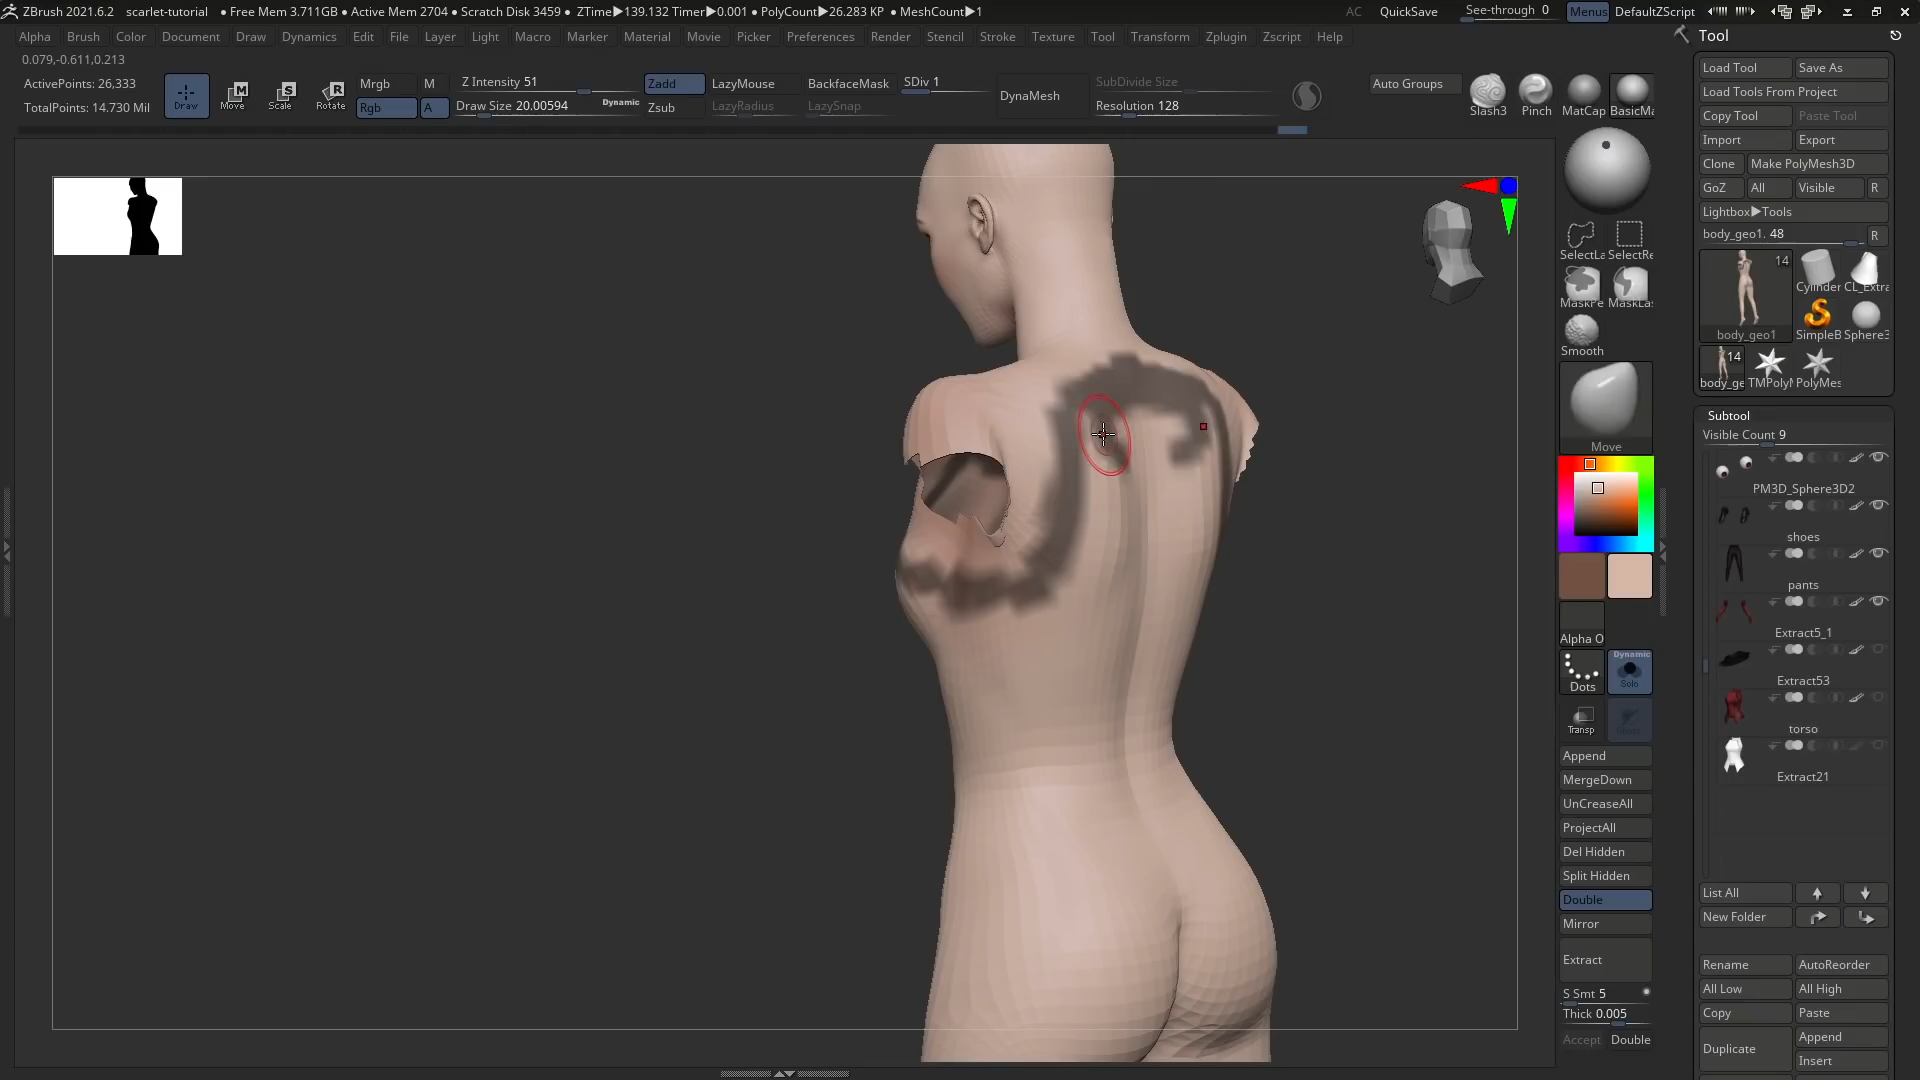 ZBrush 2021.6.2 scarlet-tutorial ● Free Mem 3.711GB ● Active Mem 2704 ● Scratch Disk 3459 ● ZTime▶139.132 Timer▶0.001 ● PolyCount▶26.283 KP ● MeshCount▶1 AC QuickSave See-through 0 Menus DefaultZScript
Alpha Brush Color Document Draw Dynamics Edit File Layer Light Macro Marker Material Movie Picker Preferences Render Stencil Stroke Texture Tool Transform Zplugin Zscript Help
0.079,-0.611,0.213
ActivePoints: 26,333
TotalPoints: 14.730 Mil
Draw
Move
Scale
Rotate
Mrgb M
Rgb A
Z Intensity 51
Draw Size 20.00594 Dynamic
Zadd
Zsub
LazyMouse
LazyRadius
BackfaceMask
LazySnap
SDiv 1
DynaMesh
SubDivide Size
Resolution 128
Auto Groups
Slash3 Pinch MatCap BasicMa
SelectLa SelectRe
MaskPe MaskLas
Smooth
Move
Alpha O
Dots
Dynamic
Solo
Transp
Append
MergeDown
UnCreaseAll
ProjectAll
Del Hidden
Split Hidden
Double
Mirror
Extract
S Smt 5
Thick 0.005
Accept Double
Tool
Load Tool Save As
Load Tools From Project
Copy Tool Paste Tool
Import Export
Clone Make PolyMesh3D
GoZ All Visible R
Lightbox▶Tools
body_geo1. 48 R
14
body_geo1
Cylinder CL_Extra
SimpleB Sphere3
14
body_ge TMPolyM PolyMes
Subtool
Visible Count 9
PM3D_Sphere3D2
shoes
pants
Extract5_1
Extract53
torso
Extract21
List All
New Folder
Rename AutoReorder
All Low All High
Copy Paste
Duplicate Append
Insert